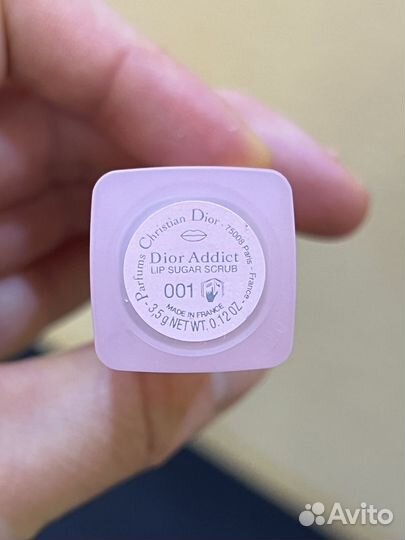 Parfums Christian Dior - 75008 Paris - France -
Dior Addict
LIP SUGAR SCRUB
001
MADE IN FRANCE
3,5 g NET WT. 0.12 OZ
Avito